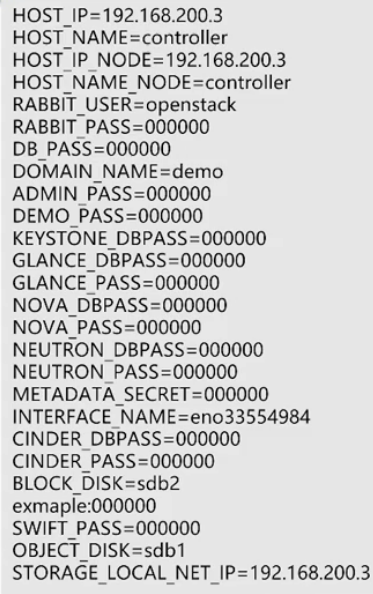 HOST_IP=192.168.200.3
HOST_NAME=controller
HOST_IP_NODE=192.168.200.3
HOST_NAME_NODE=controller
RABBIT_USER=openstack
RABBIT_PASS=000000
DB_PASS=000000
DOMAIN_NAME=demo
ADMIN_PASS=000000
DEMO_PASS=000000
KEYSTONE_DBPASS=000000
GLANCE_DBPASS=000000
GLANCE_PASS=000000
NOVA_DBPASS=000000
NOVA_PASS=000000
NEUTRON_DBPASS=000000
NEUTRON_PASS=000000
METADATA_SECRET=000000
INTERFACE_NAME=eno33554984
CINDER_DBPASS=000000
CINDER_PASS=000000
BLOCK_DISK=sdb2
exmaple:000000
SWIFT_PASS=000000
OBJECT_DISK=sdb1
STORAGE_LOCAL_NET_IP=192.168.200.3